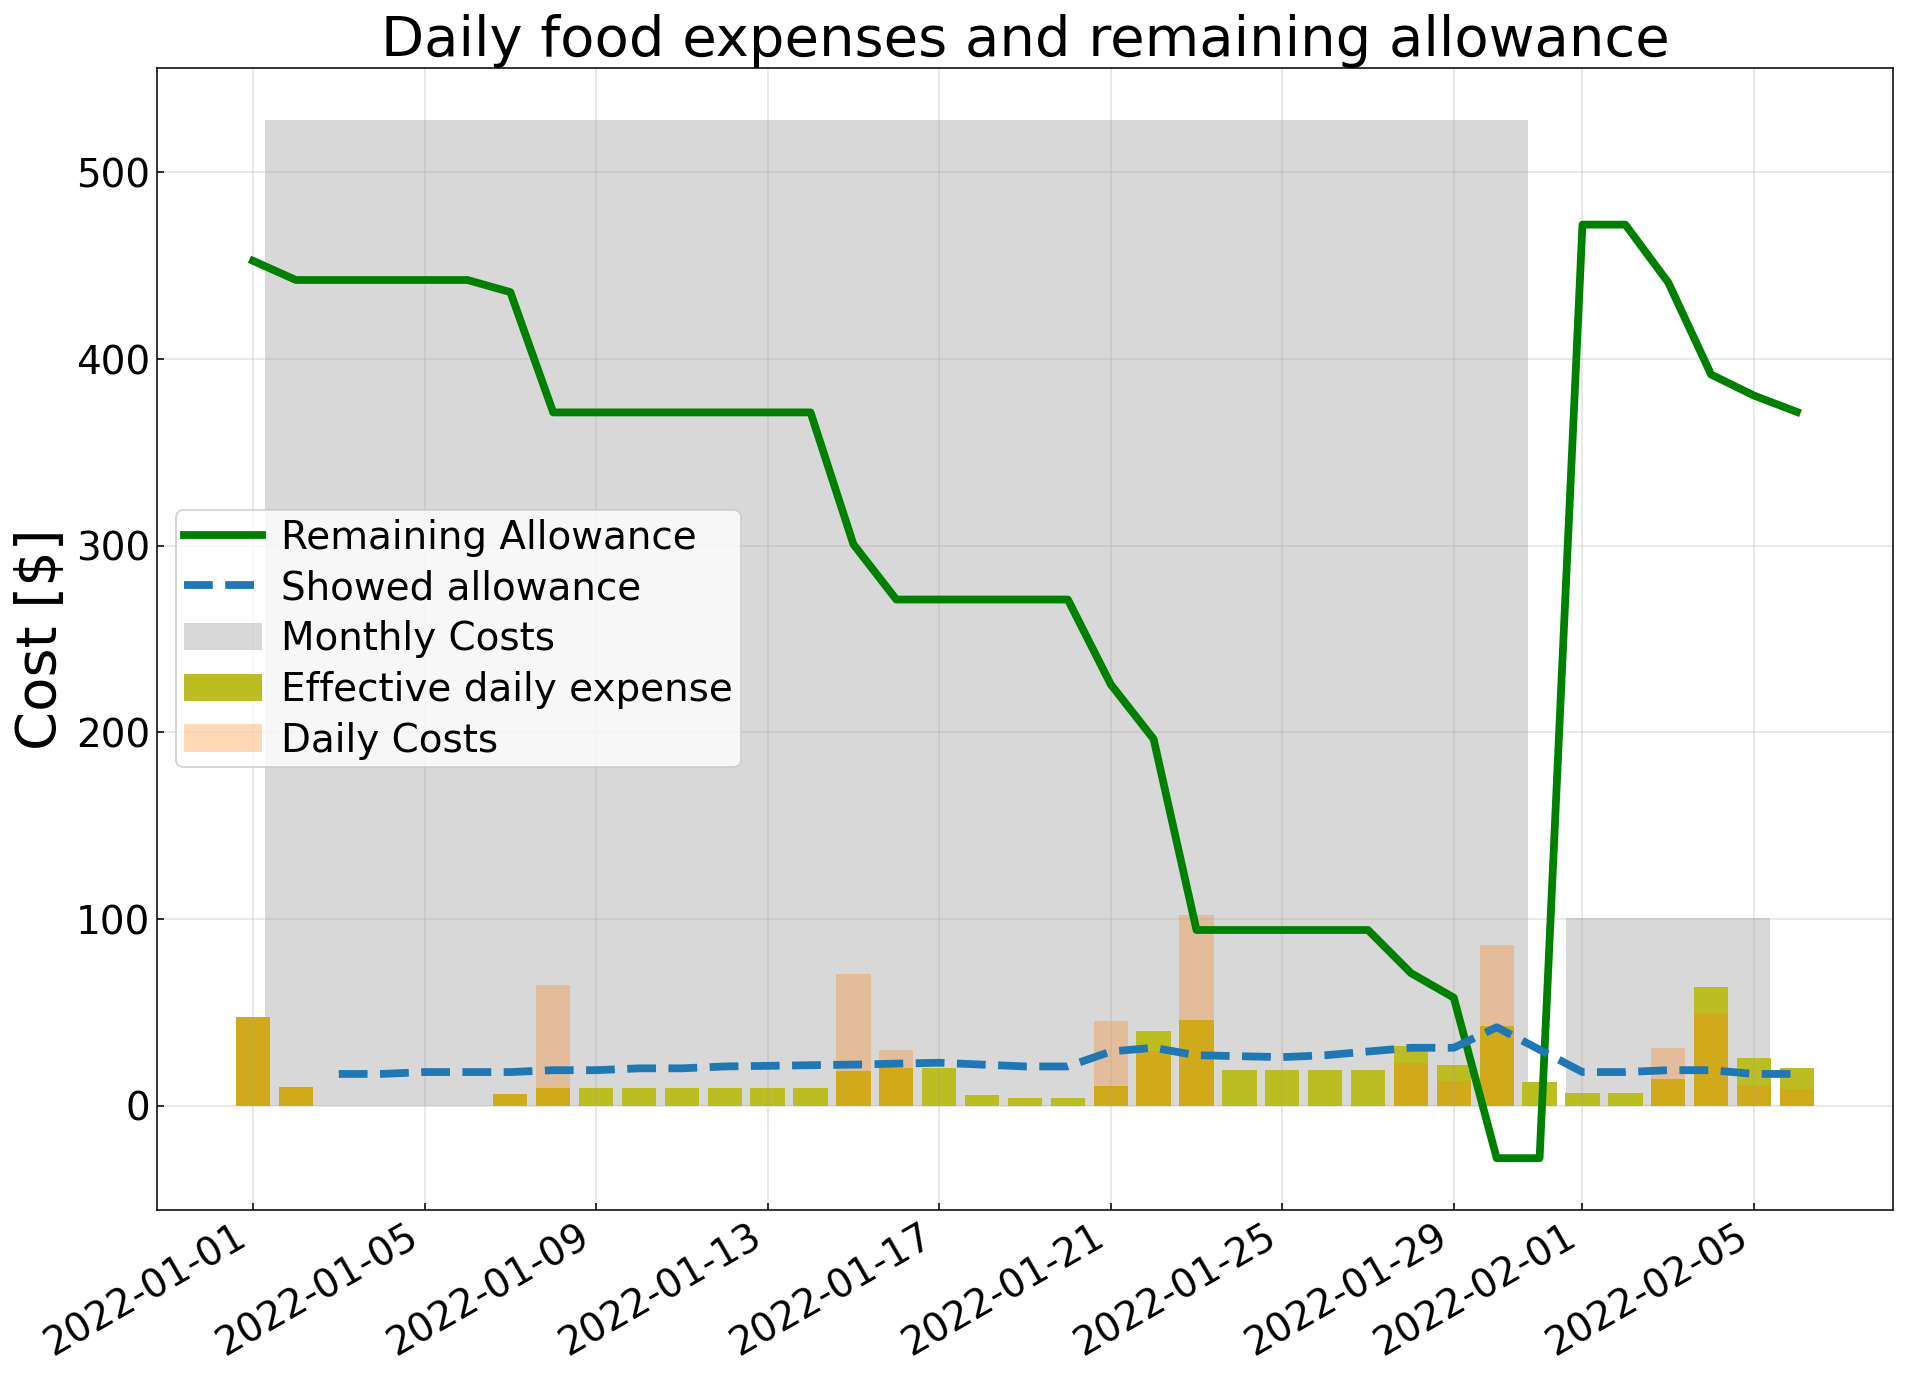 Daily food expenses and remaining allowance
Cost [$]
500
400
300
200
100
0
Remaining Allowance
Showed allowance
Monthly Costs
Effective daily expense
Daily Costs
2022-01-01
2022-01-05
2022-01-09
2022-01-13
2022-01-17
2022-01-21
2022-01-25
2022-01-29
2022-02-01
2022-02-05